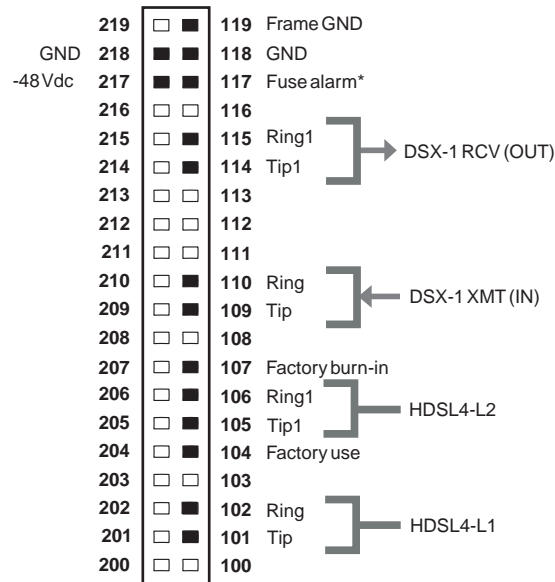 219 119 Frame GND
GND 218 118 GND
-48 Vdc 217 117 Fuse alarm*
216 116
215 115 Ring1
DSX-1 RCV (OUT)
214 114 Tip1
213 113
212 112
211 111
210 110 Ring
DSX-1 XMT (IN)
209 109 Tip
208 108
207 107 Factory burn-in
206 106 Ring1
HDSL4-L2
205 105 Tip1
204 104 Factory use
203 103
202 102 Ring
HDSL4-L1
201 101 Tip
200 100